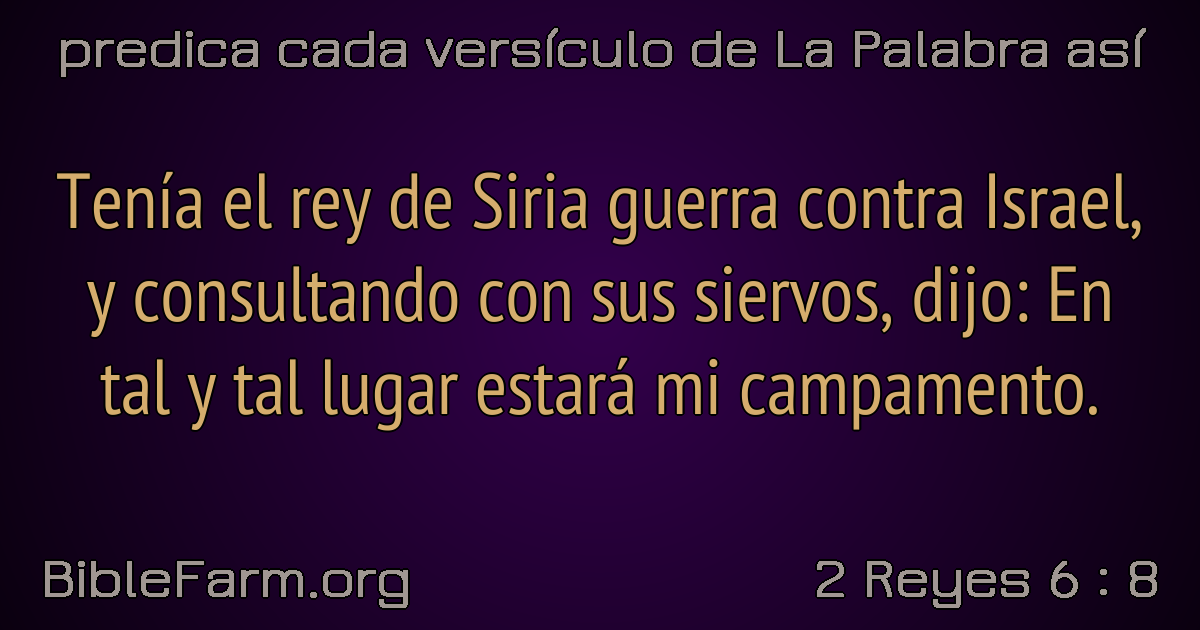 predica cada versículo de La Palabra así
Tenía el rey de Siria guerra contra Israel,
y consultando con sus siervos, dijo: En
tal y tal lugar estará mi campamento.
BibleFarm.org
2 Reyes 6 : 8